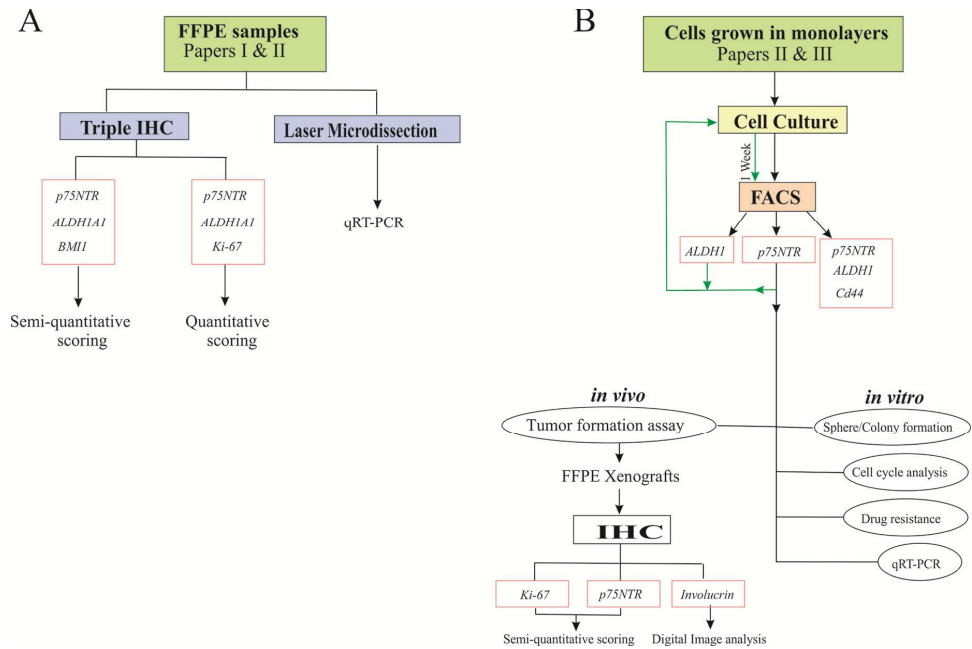 A
FFPE samples
Papers I & II
Triple IHC
Laser Microdissection
p75NTR
ALDH1A1
BMI1
p75NTR
ALDH1A1
Ki-67
qRT-PCR
Semi-quantitative
scoring
Quantitative
scoring
B
Cells grown in monolayers
Papers II & III
Cell Culture
1 Week
FACS
ALDH1
p75NTR
p75NTR
ALDH1
Cd44
in vivo
in vitro
Tumor formation assay
Sphere/Colony formation
FFPE Xenografts
Cell cycle analysis
IHC
Drug resistance
qRT-PCR
Ki-67
p75NTR
Involucrin
Semi-quantitative scoring
Digital Image analysis